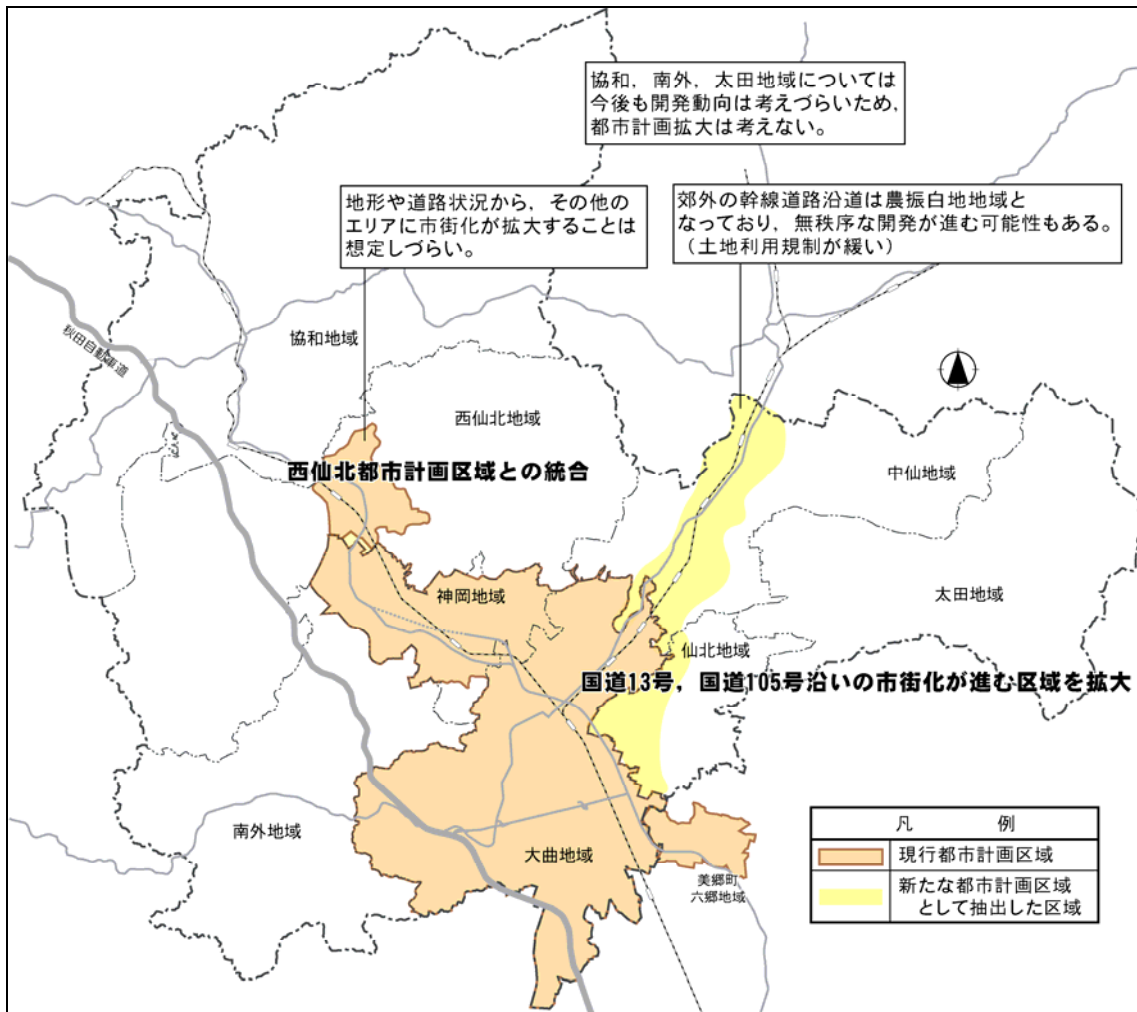 協和，南外，太田地域については
今後も開発動向は考えづらいため，
都市計画拡大は考えない。
地形や道路状況から，その他の
エリアに市街化が拡大することは
想定しづらい。
郊外の幹線道路沿道は農振白地地域と
なっており，無秩序な開発が進む可能性もある。
（土地利用規制が緩い）
秋田自動車道
協和地域
西仙北地域
西仙北都市計画区域との統合
中仙地域
神岡地域
太田地域
仙北地域
国道13号，国道105号沿いの市街化が進む区域を拡大
南外地域
大曲地域
美郷町
六郷地域
凡　例
現行都市計画区域
新たな都市計画区域
として抽出した区域